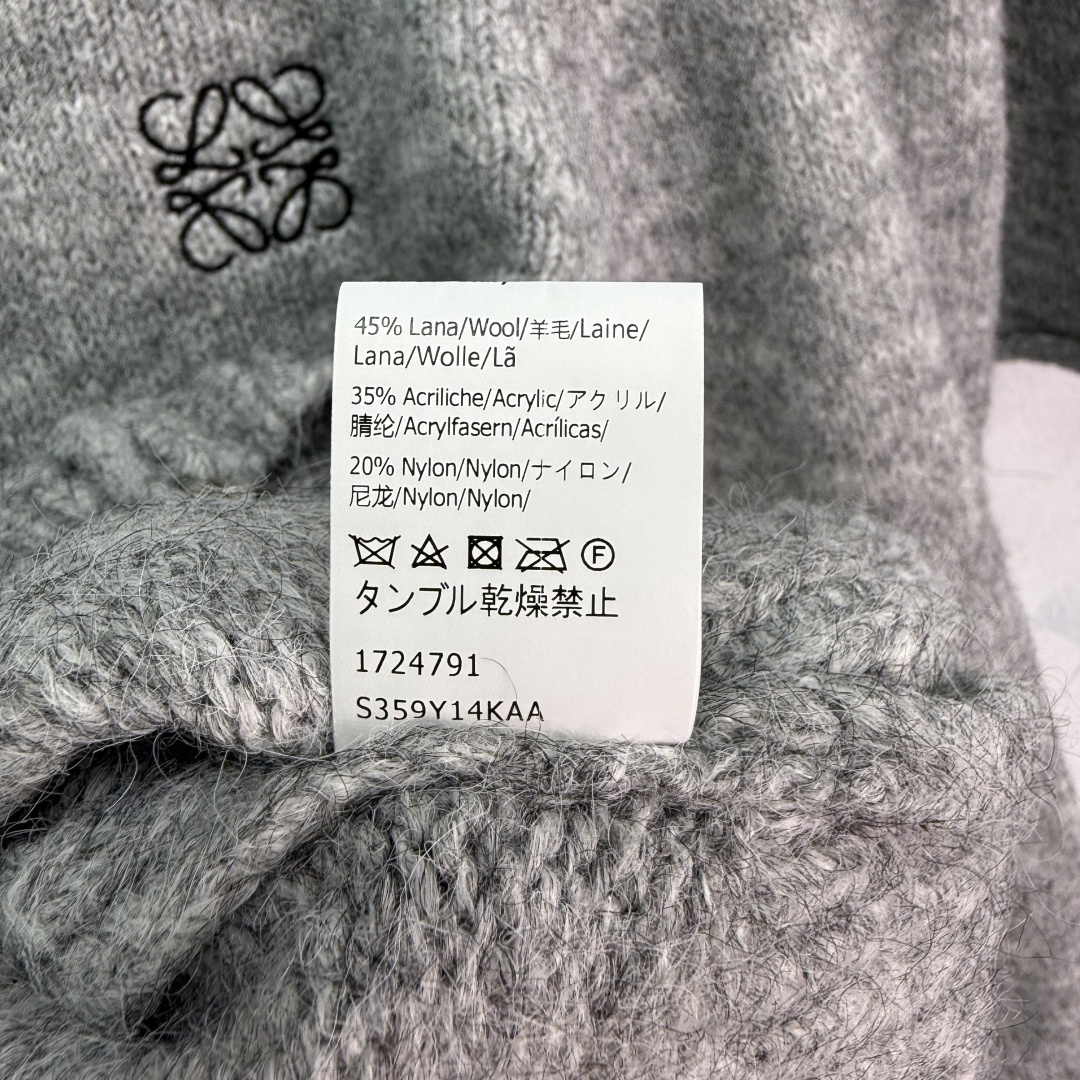 45% Lana/Wool/羊毛/Laine/
Lana/Wolle/Lã
35% Acriliche/Acrylic/アクリル/
腈纶/Acrylfasern/Acrílicas/
20% Nylon/Nylon/ナイロン/
尼龙/Nylon/Nylon/
F
タンブル乾燥禁止
1724791
S359Y14KAA